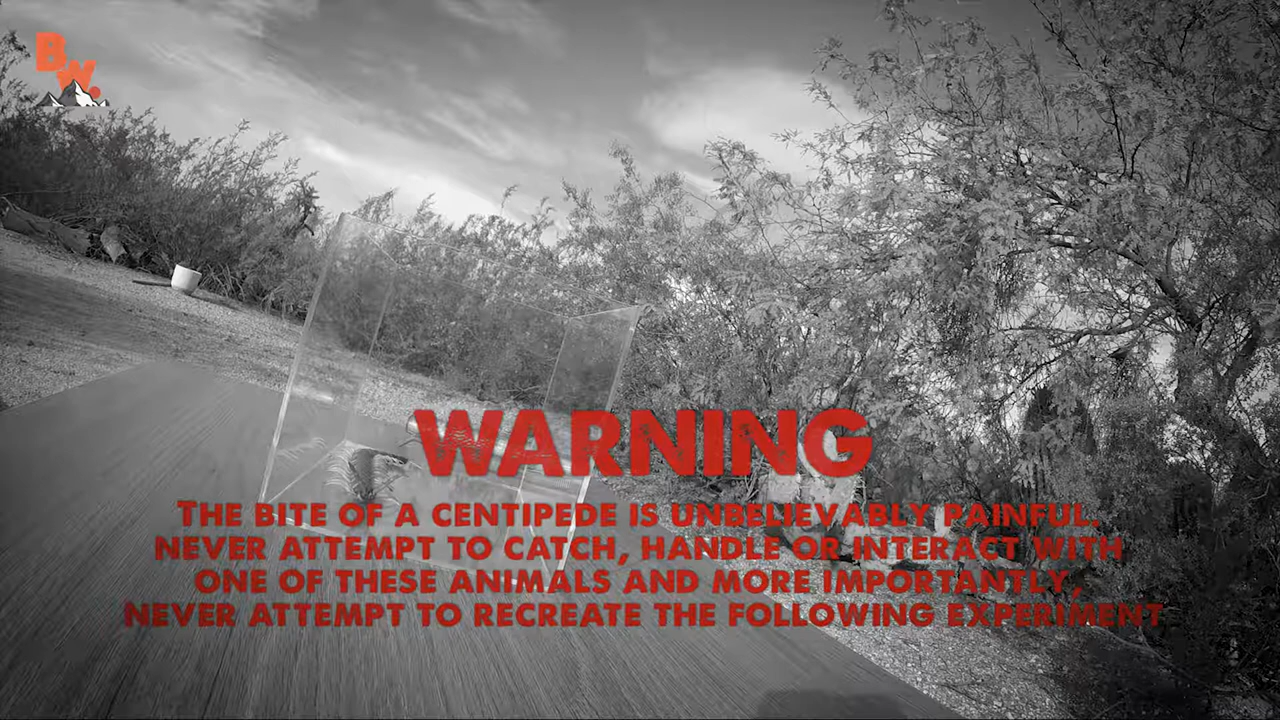 B
W.
WARNING
THE BITE OF A CENTIPEDE IS UNBELIEVABLY PAINFUL.
NEVER ATTEMPT TO CATCH, HANDLE OR INTERACT WITH
ONE OF THESE ANIMALS AND MORE IMPORTANTLY,
NEVER ATTEMPT TO RECREATE THE FOLLOWING EXPERIMENT